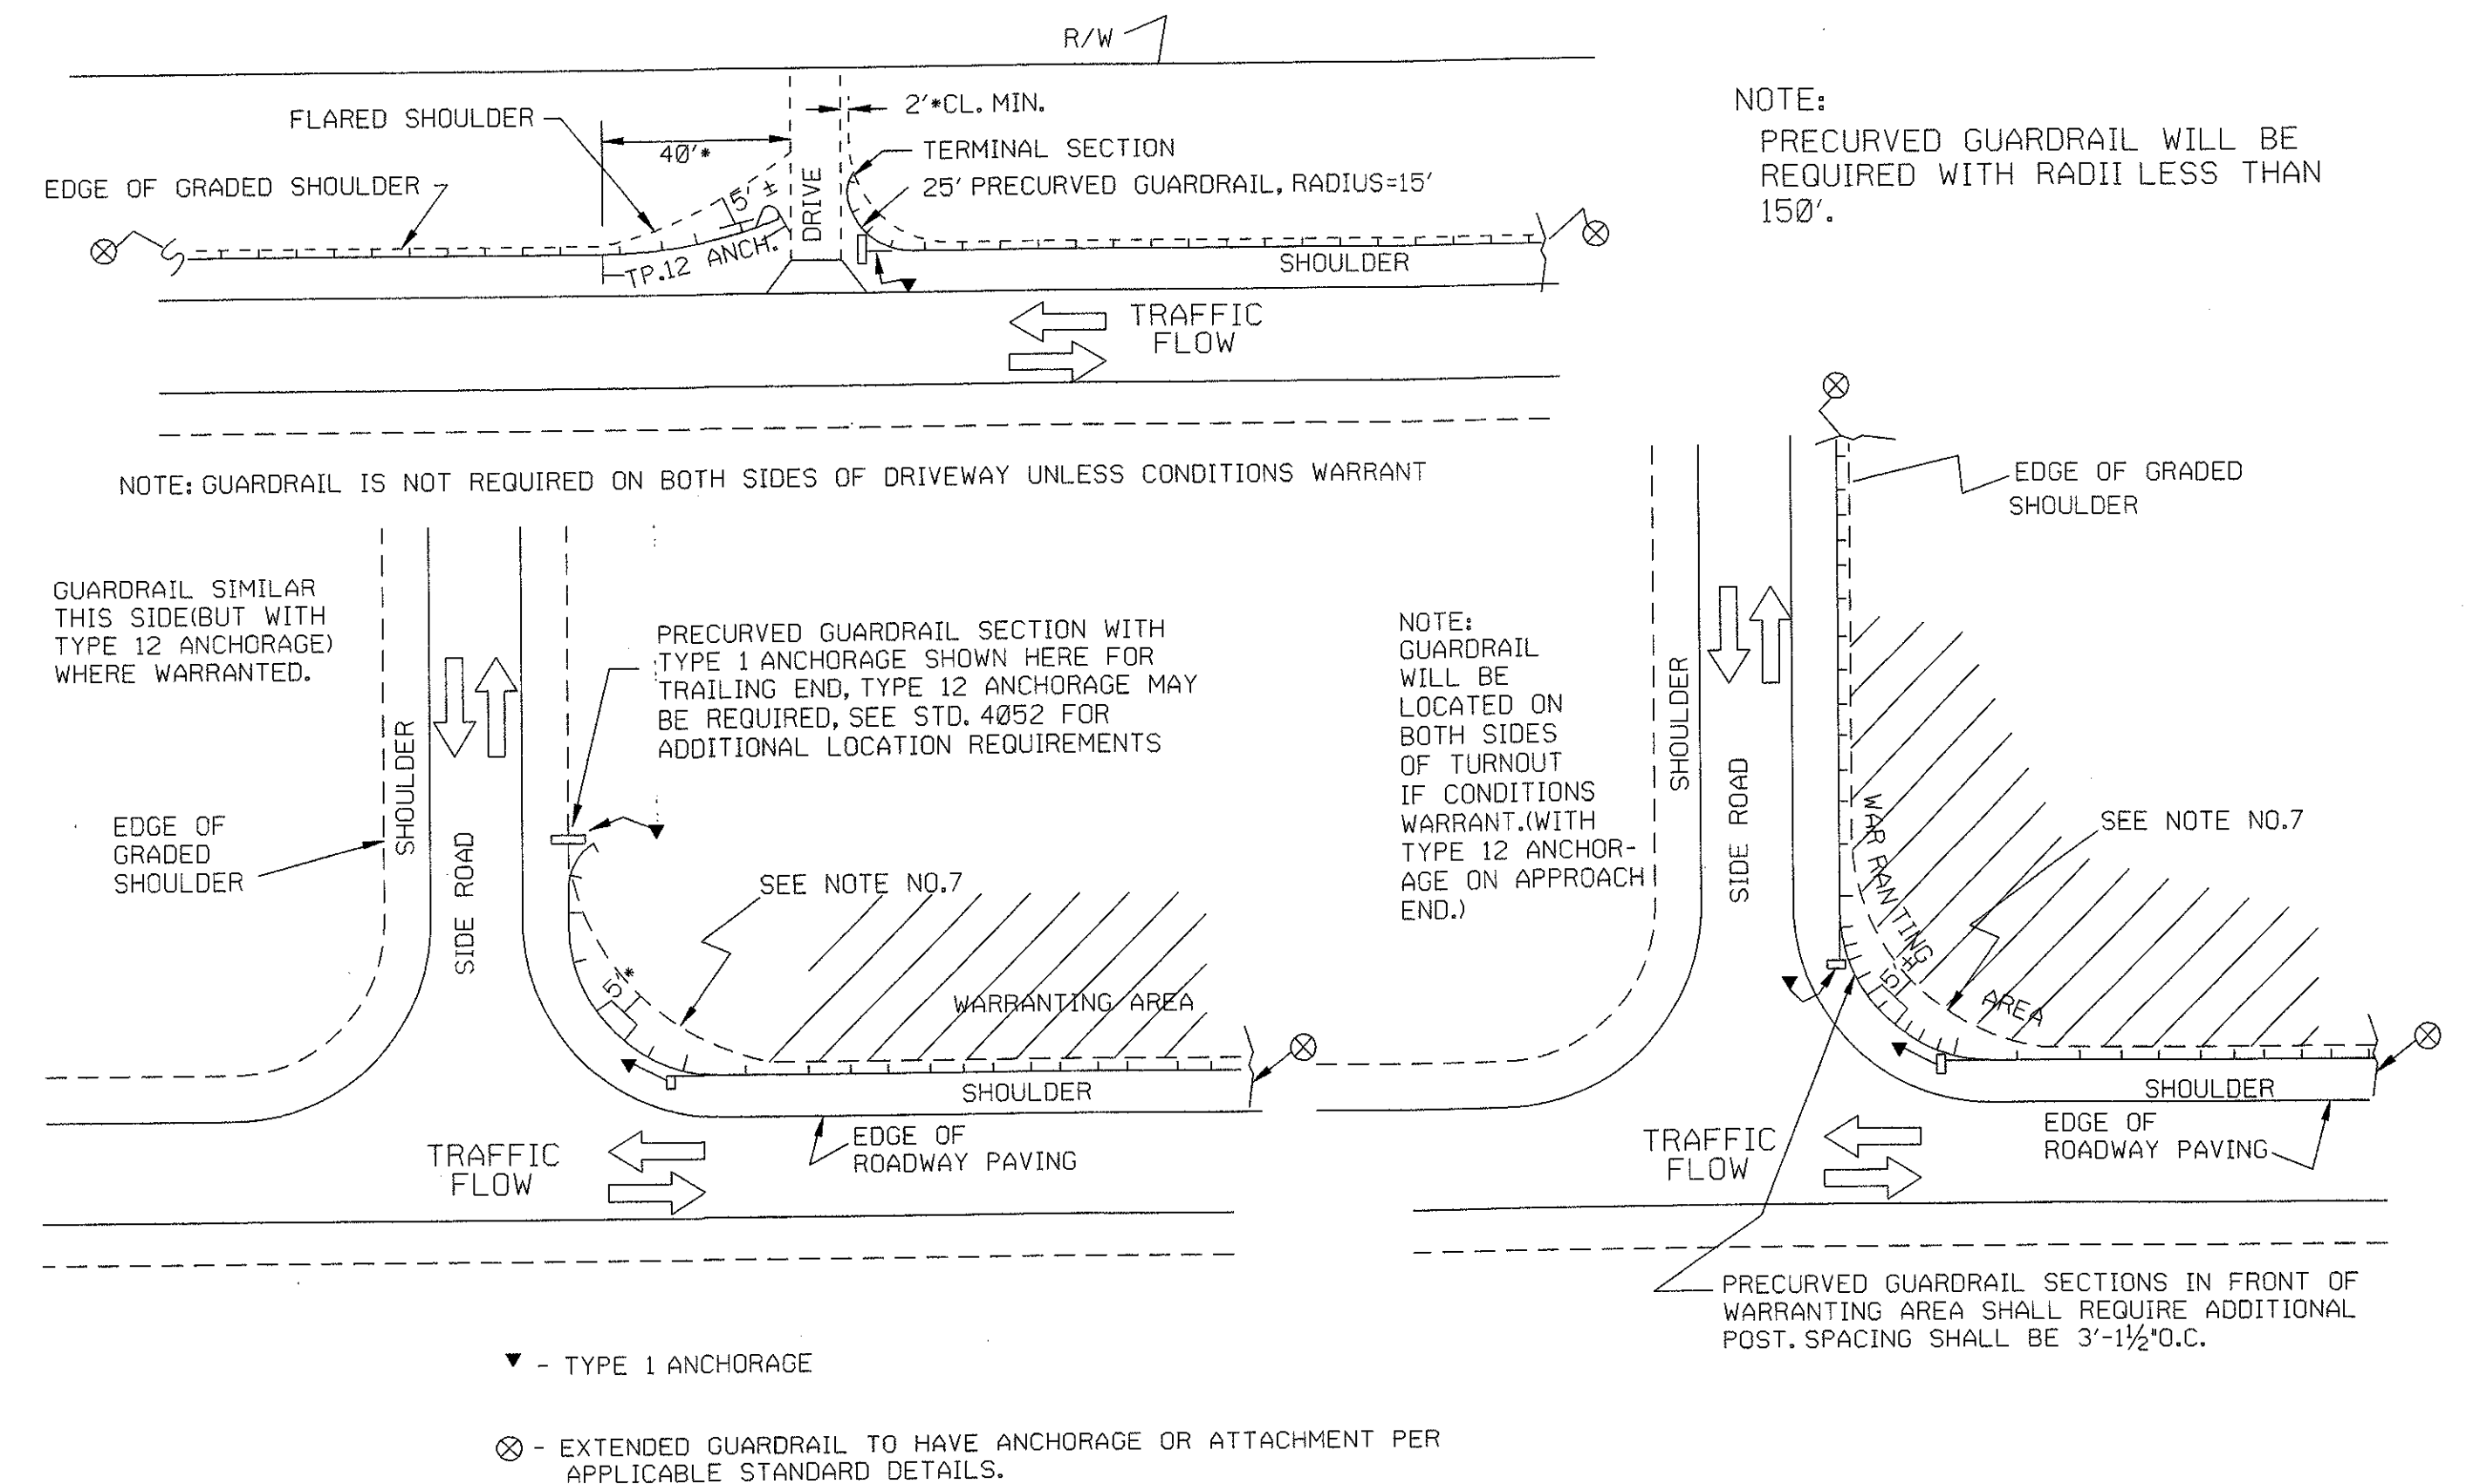 R/W
FLARED SHOULDER
2'*CL. MIN.
NOTE:
PRECURVED GUARDRAIL WILL BE
REQUIRED WITH RADII LESS THAN
150'.
40'*
TERMINAL SECTION
EDGE OF GRADED SHOULDER
5'±
DRIVE
25' PRECURVED GUARDRAIL, RADIUS=15'
TP.12 ANCH.
SHOULDER
TRAFFIC
FLOW
NOTE: GUARDRAIL IS NOT REQUIRED ON BOTH SIDES OF DRIVEWAY UNLESS CONDITIONS WARRANT
GUARDRAIL SIMILAR
THIS SIDE(BUT WITH
TYPE 12 ANCHORAGE)
WHERE WARRANTED.
PRECURVED GUARDRAIL SECTION WITH
TYPE 1 ANCHORAGE SHOWN HERE FOR
TRAILING END, TYPE 12 ANCHORAGE MAY
BE REQUIRED, SEE STD. 4052 FOR
ADDITIONAL LOCATION REQUIREMENTS
SHOULDER
SIDE ROAD
EDGE OF
GRADED
SHOULDER
SEE NOTE NO.7
5'*
WARRANTING AREA
SHOULDER
EDGE OF
ROADWAY PAVING
TRAFFIC
FLOW
NOTE:
GUARDRAIL
WILL BE
LOCATED ON
BOTH SIDES
OF TURNOUT
IF CONDITIONS
WARRANT.(WITH
TYPE 12 ANCHOR-
AGE ON APPROACH
END.)
EDGE OF GRADED
SHOULDER
SHOULDER
SIDE ROAD
WARRANTING
AREA
SEE NOTE NO.7
5'±
SHOULDER
EDGE OF
ROADWAY PAVING
TRAFFIC
FLOW
PRECURVED GUARDRAIL SECTIONS IN FRONT OF
WARRANTING AREA SHALL REQUIRE ADDITIONAL
POST. SPACING SHALL BE 3'-1½"O.C.
▼ - TYPE 1 ANCHORAGE
⊗ - EXTENDED GUARDRAIL TO HAVE ANCHORAGE OR ATTACHMENT PER
APPLICABLE STANDARD DETAILS.